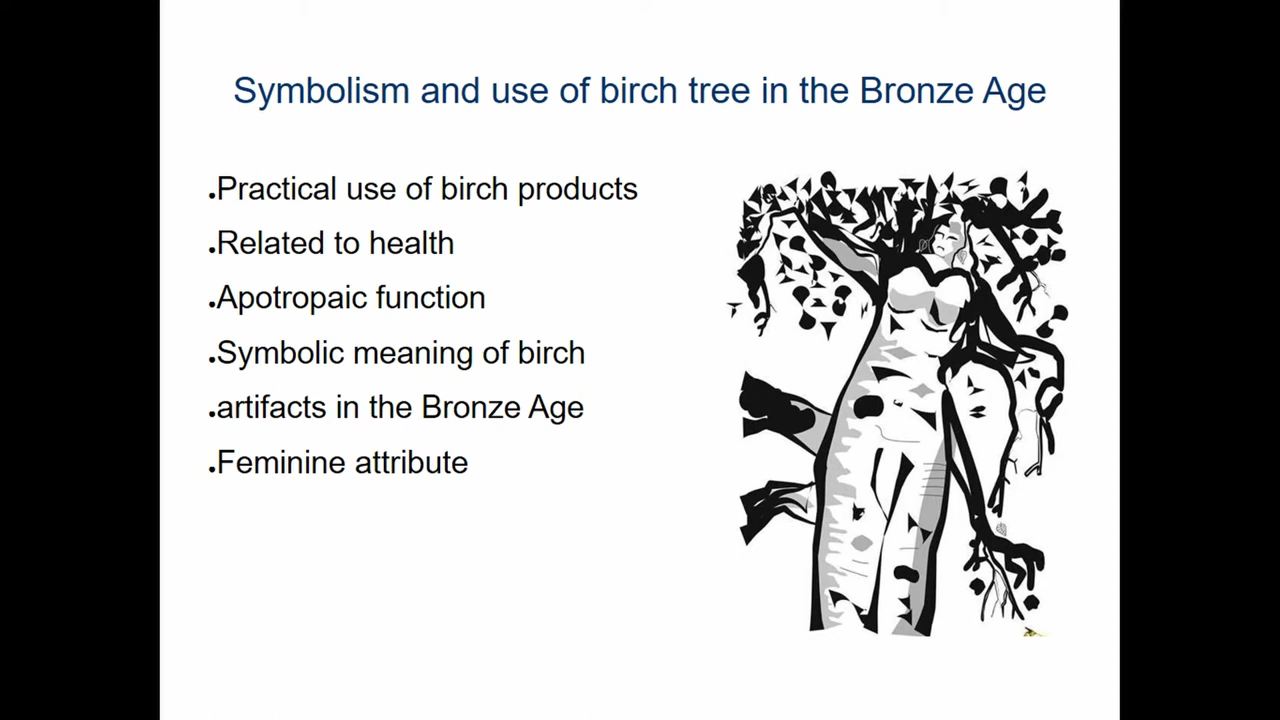 Symbolism and use of birch tree in the Bronze Age
.Practical use of birch products
.Related to health
.Apotropaic function
.Symbolic meaning of birch
.artifacts in the Bronze Age
.Feminine attribute